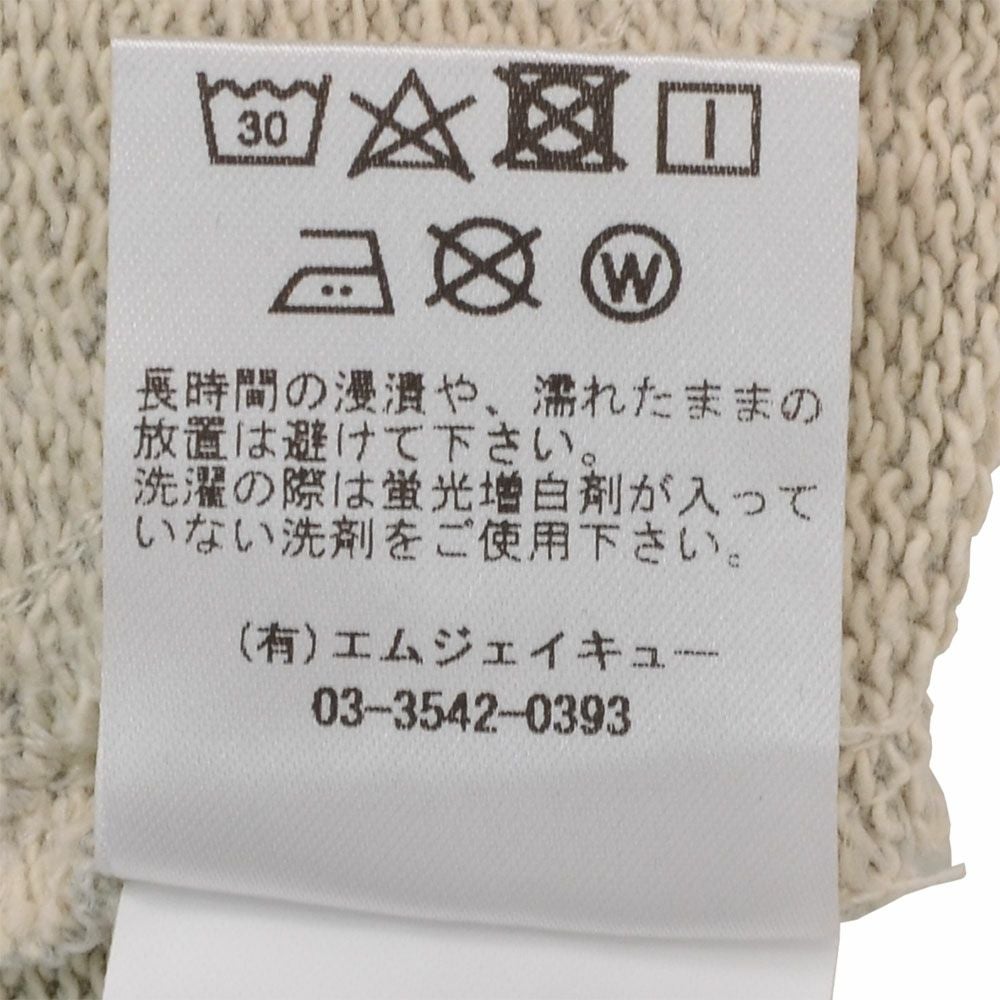 30
W
長時間の浸漬や、濡れたままの
放置は避けて下さい。
洗濯の際は蛍光増白剤が入って
いない洗剤をご使用下さい。
(有)エムジェイキュー
03-3542-0393